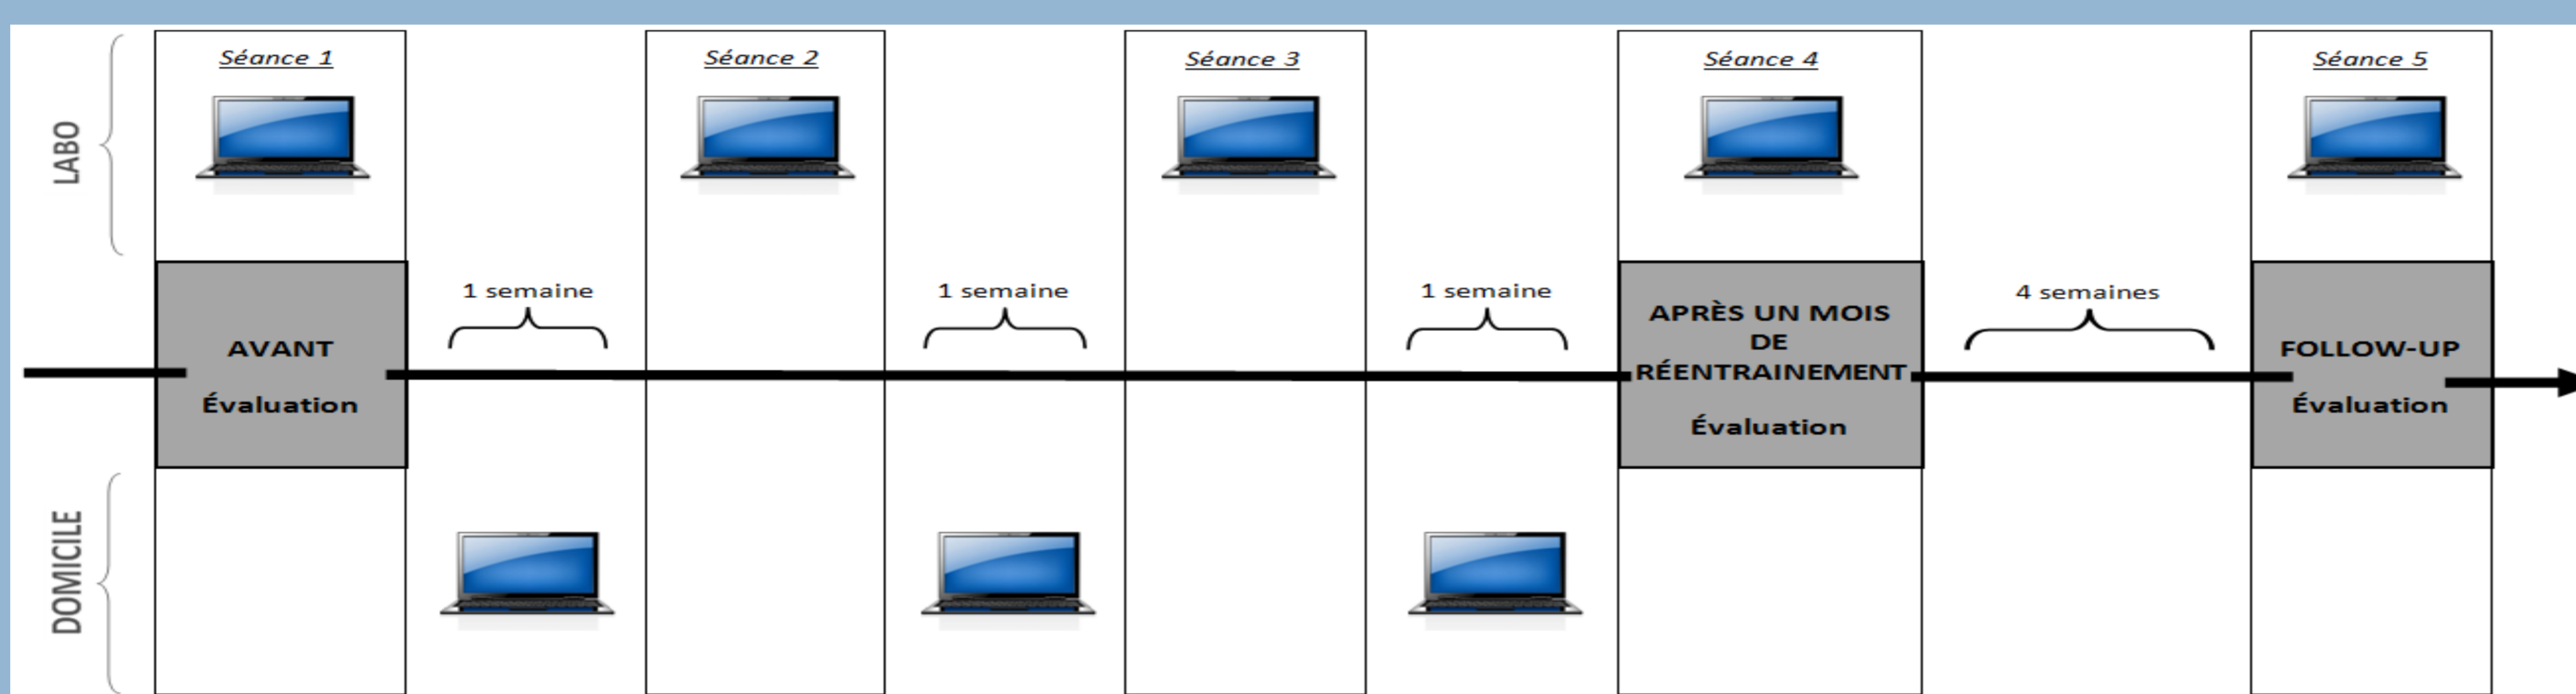 Séance 1
Séance 2
Séance 3
Séance 4
Séance 5
LABO
1 semaine
1 semaine
1 semaine
4 semaines
AVANT
Évaluation
APRÈS UN MOIS
DE
RÉENTRAINEMENT
Évaluation
FOLLOW-UP
Évaluation
DOMICILE